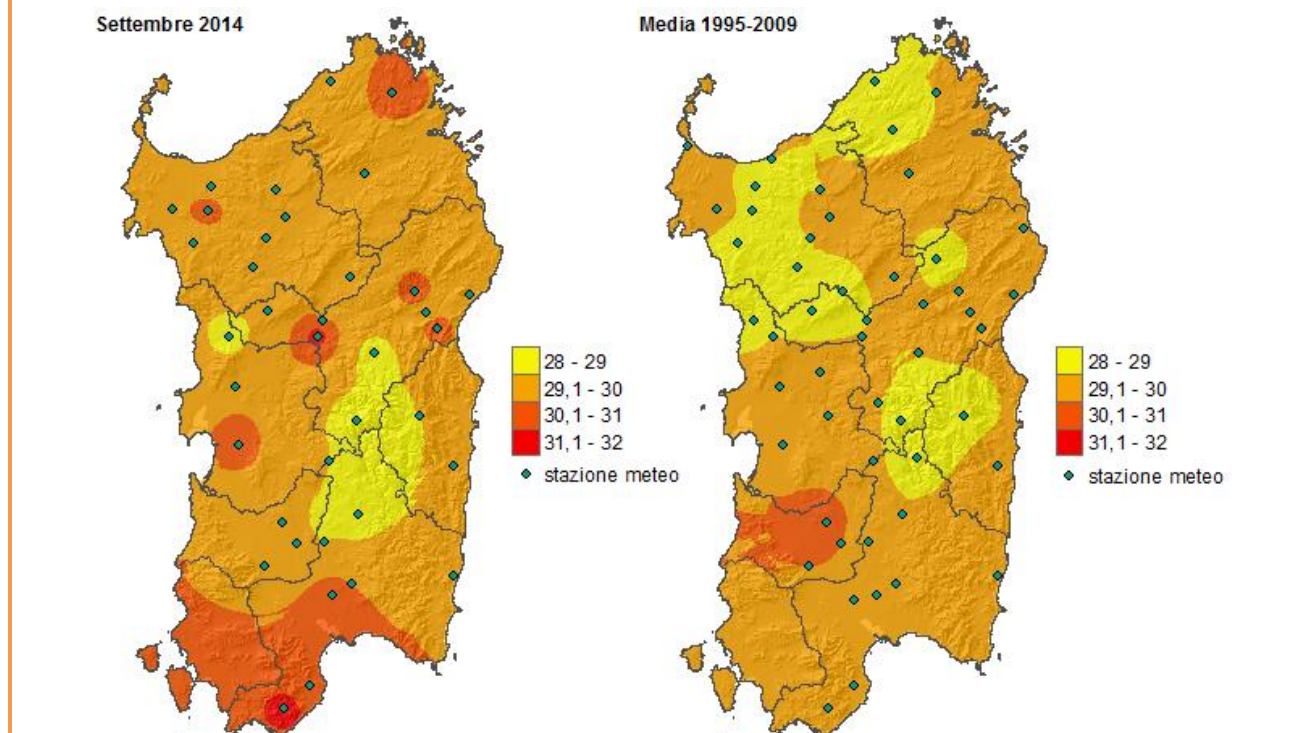 Settembre 2014
28 - 29
29,1 - 30
30,1 - 31
31,1 - 32
stazione meteo
Media 1995-2009
28 - 29
29,1 - 30
30,1 - 31
31,1 - 32
stazione meteo